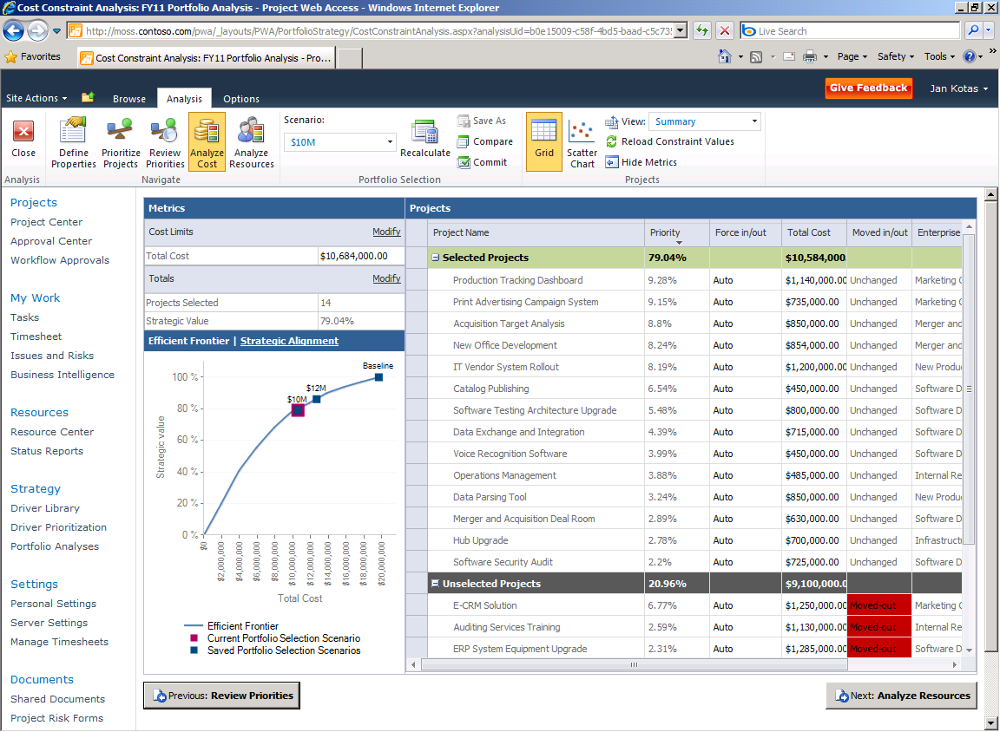 Cost Constraint Analysis: FY11 Portfolio Analysis - Project Web Access - Windows Internet Explorer
http://moss.contoso.com/pwa/_layouts/PWA/PortfolioStrategy/CostConstraintAnalysis.aspx?analysisUid=b0e15009-c58f-4bd5-baad-c5c73
Live Search
Favorites
Cost Constraint Analysis: FY11 Portfolio Analysis - Pro...
Page
Safety
Tools
Site Actions
Browse
Analysis
Options
Give Feedback
Jan Kotas
Close
Define Properties
Prioritize Projects
Review Priorities
Analyze Cost
Analyze Resources
Scenario:
$10M
Recalculate
Save As
Compare
Commit
Grid
Scatter Chart
View: Summary
Reload Constraint Values
Hide Metrics
Analysis
Navigate
Portfolio Selection
Projects
Projects
Project Center
Approval Center
Workflow Approvals
My Work
Tasks
Timesheet
Issues and Risks
Business Intelligence
Resources
Resource Center
Status Reports
Strategy
Driver Library
Driver Prioritization
Portfolio Analyses
Settings
Personal Settings
Server Settings
Manage Timesheets
Documents
Shared Documents
Project Risk Forms
Metrics
Cost Limits Modify
Total Cost $10,684,000.00
Totals Modify
Projects Selected 14
Strategic Value 79.04%
Efficient Frontier | Strategic Alignment
Baseline
$12M
$10M
100 %
80 %
60 %
40 %
20 %
0 %
Strategic value
$0
$2,000,000
$4,000,000
$6,000,000
$8,000,000
$10,000,000
$12,000,000
$14,000,000
$16,000,000
$18,000,000
$20,000,000
Total Cost
Efficient Frontier
Current Portfolio Selection Scenario
Saved Portfolio Selection Scenarios
Projects
Project Name Priority Force in/out Total Cost Moved in/out Enterprise
Selected Projects 79.04% $10,584,000.
Production Tracking Dashboard 9.28% Auto $1,140,000.00 Unchanged Marketing
Print Advertising Campaign System 9.15% Auto $735,000.00 Unchanged Marketing
Acquisition Target Analysis 8.8% Auto $850,000.00 Unchanged Merger and
New Office Development 8.24% Auto $854,000.00 Unchanged Merger and
IT Vendor System Rollout 8.19% Auto $1,200,000.00 Unchanged New Produ
Catalog Publishing 6.54% Auto $450,000.00 Unchanged Software D
Software Testing Architecture Upgrade 5.48% Auto $800,000.00 Unchanged Software D
Data Exchange and Integration 4.39% Auto $715,000.00 Unchanged Software D
Voice Recognition Software 3.99% Auto $450,000.00 Unchanged Software D
Operations Management 3.88% Auto $485,000.00 Unchanged Internal Re
Data Parsing Tool 3.24% Auto $850,000.00 Unchanged New Produ
Merger and Acquisition Deal Room 2.89% Auto $630,000.00 Unchanged Software D
Hub Upgrade 2.78% Auto $700,000.00 Unchanged Infrastruct
Software Security Audit 2.2% Auto $725,000.00 Unchanged Software D
Unselected Projects 20.96% $9,100,000.0
E-CRM Solution 6.77% Auto $1,250,000.00 Moved-out Marketing
Auditing Services Training 2.59% Auto $1,130,000.00 Moved-out Internal Re
ERP System Equipment Upgrade 2.31% Auto $1,285,000.00 Moved-out Software D
Previous: Review Priorities
Next: Analyze Resources